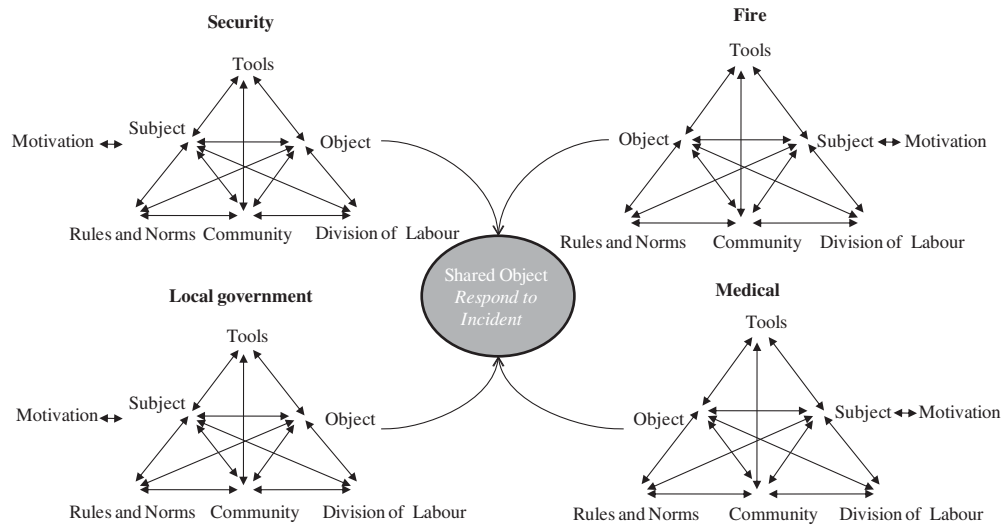 Security
Tools
Motivation
Subject
Object
Rules and Norms
Community
Division of Labour
Fire
Tools
Object
Subject
Motivation
Rules and Norms
Community
Division of Labour
Shared Object
Respond to
Incident
Local government
Tools
Motivation
Subject
Object
Rules and Norms
Community
Division of Labour
Medical
Tools
Object
Subject
Motivation
Rules and Norms
Community
Division of Labour